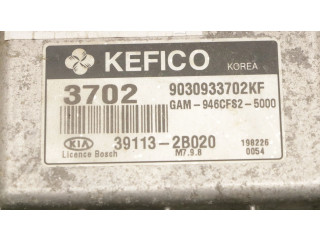 KEFICO
KOREA
3702
9030933702KF
GAM-946CFS2-5000
KIA
39113-2B020
Licence Bosch
M7.9.8
198226
0054